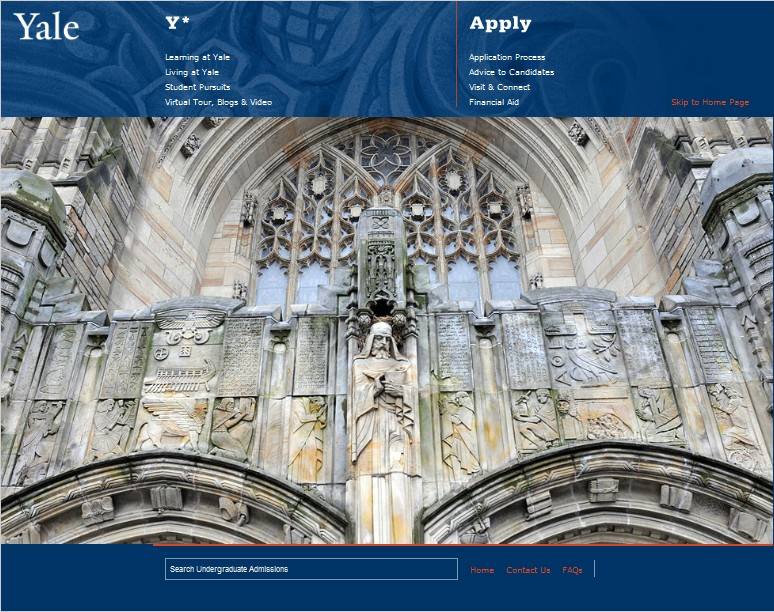 Yale
Y*
Learning at Yale
Living at Yale
Student Pursuits
Virtual Tour, Blogs & Video
Apply
Application Process
Advice to Candidates
Visit & Connect
Financial Aid
Skip to Home Page
Search Undergraduate Admissions
Home
Contact Us
FAQs